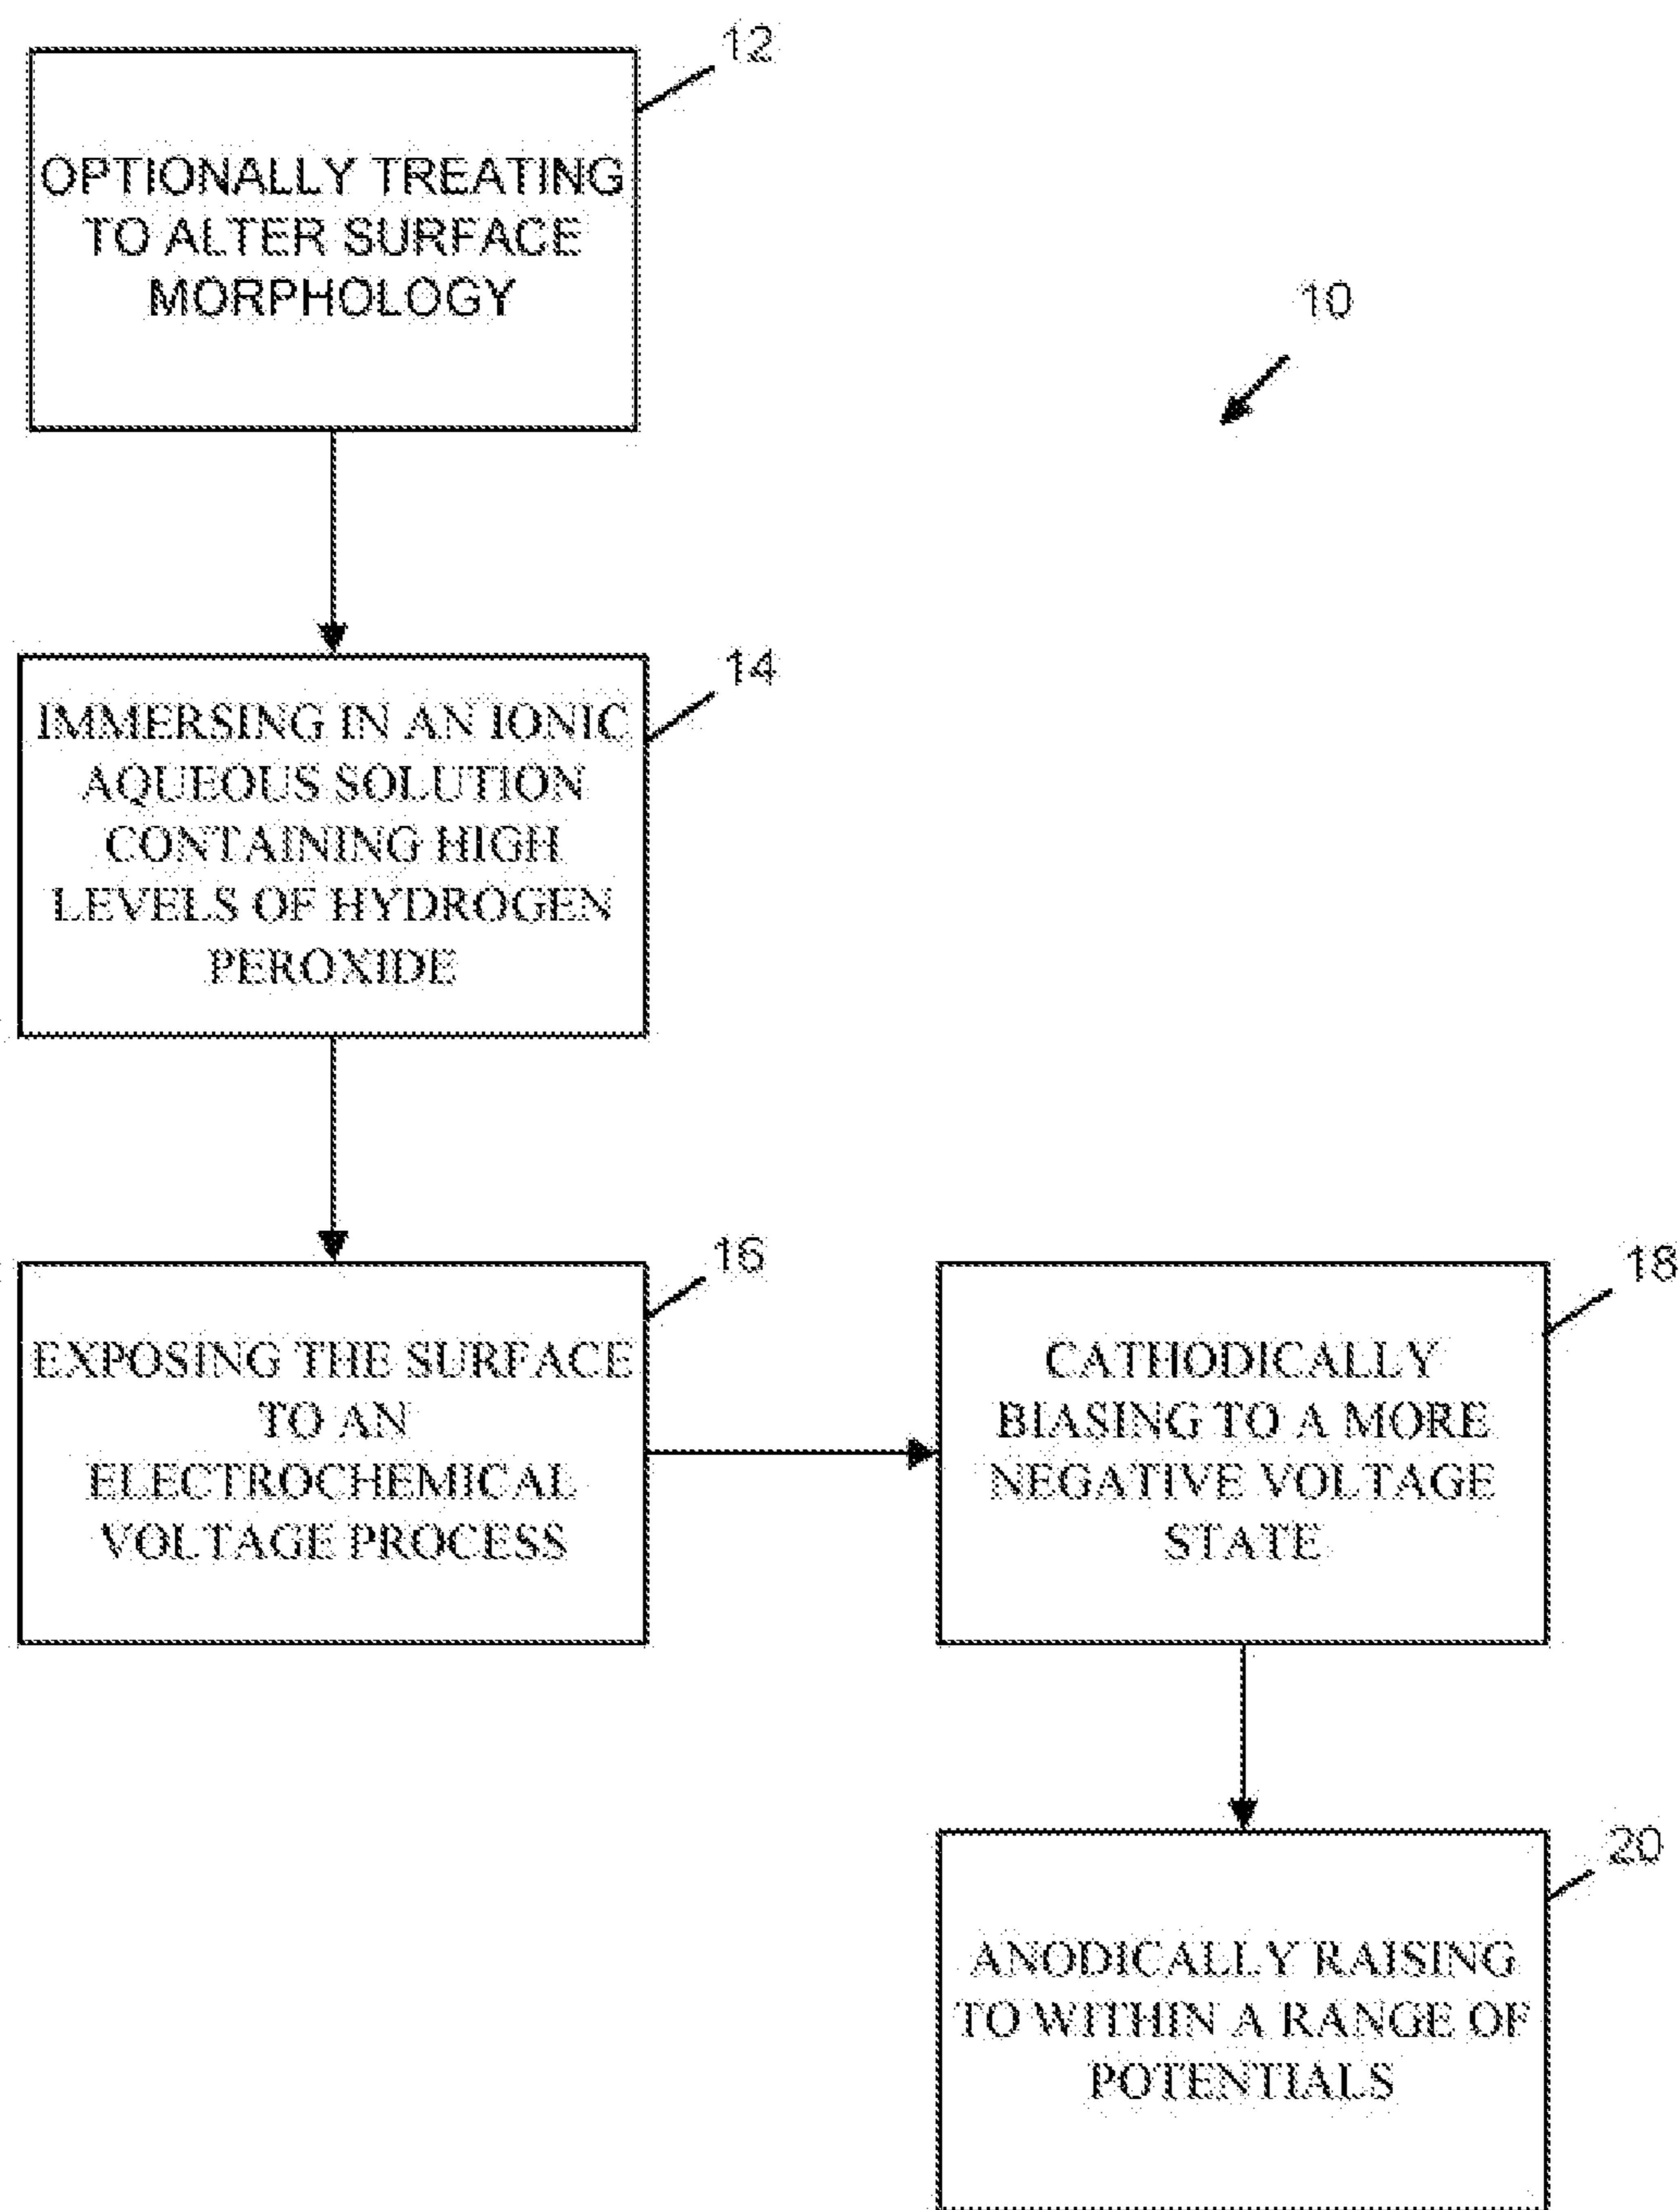 12
OPTIONALLY TREATING
TO ALTER SURFACE
MORPHOLOGY
10
14
IMMERSING IN AN IONIC
AQUEOUS SOLUTION
CONTAINING HIGH
LEVELS OF HYDROGEN
PEROXIDE
16
EXPOSING THE SURFACE
TO AN
ELECTROCHEMICAL
VOLTAGE PROCESS
18
CATHODICALLY
BIASING TO A MORE
NEGATIVE VOLTAGE
STATE
20
ANODICALLY RAISING
TO WITHIN A RANGE OF
POTENTIALS